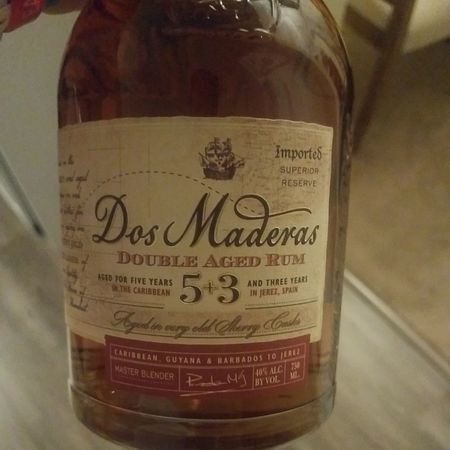 Imported
SUPERIOR
RESERVE
Dos Maderas
DOUBLE AGED RUM
AGED FOR FIVE YEARS
IN THE CARIBBEAN
5+3
AND THREE YEARS
IN JEREZ, SPAIN
Aged in very old Sherry Casks
CARIBBEAN, GUYANA & BARBADOS TO JEREZ
MASTER BLENDER
40% ALC.
BY VOL.
750
ML.